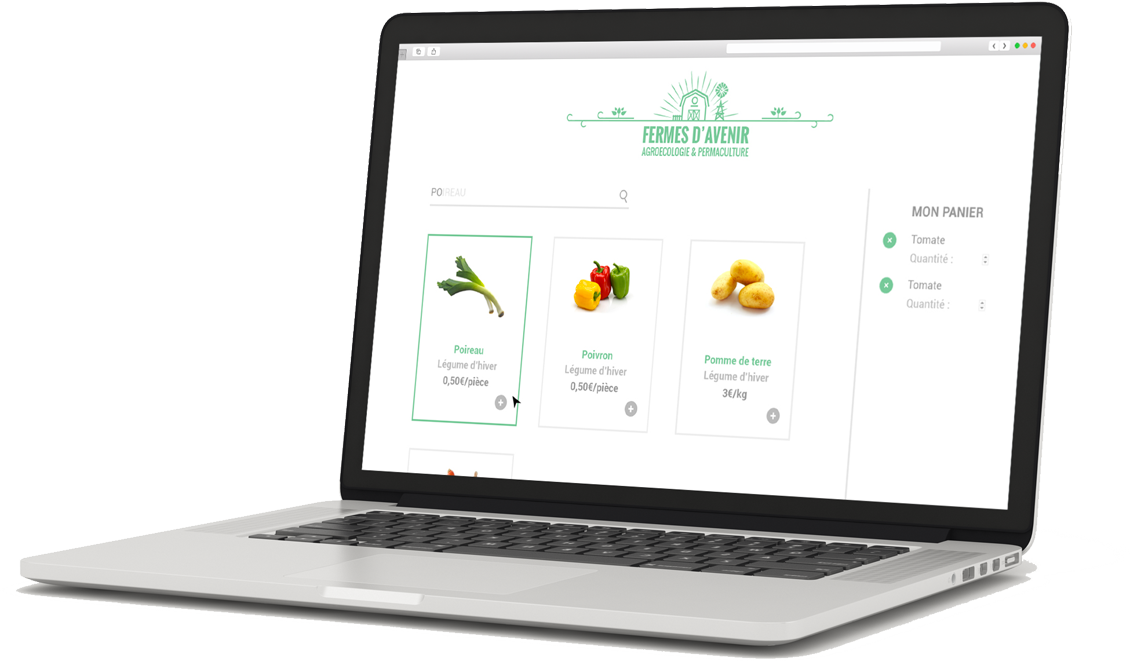 FERMES D'AVENIR
AGROECOLOGIE & PERMACULTURE
POIREAU
Poireau
Légume d'hiver
0,50€/pièce
Poivron
Légume d'hiver
0,50€/pièce
Pomme de terre
Légume d'hiver
3€/kg
MON PANIER
Tomate
Quantité :
Tomate
Quantité :